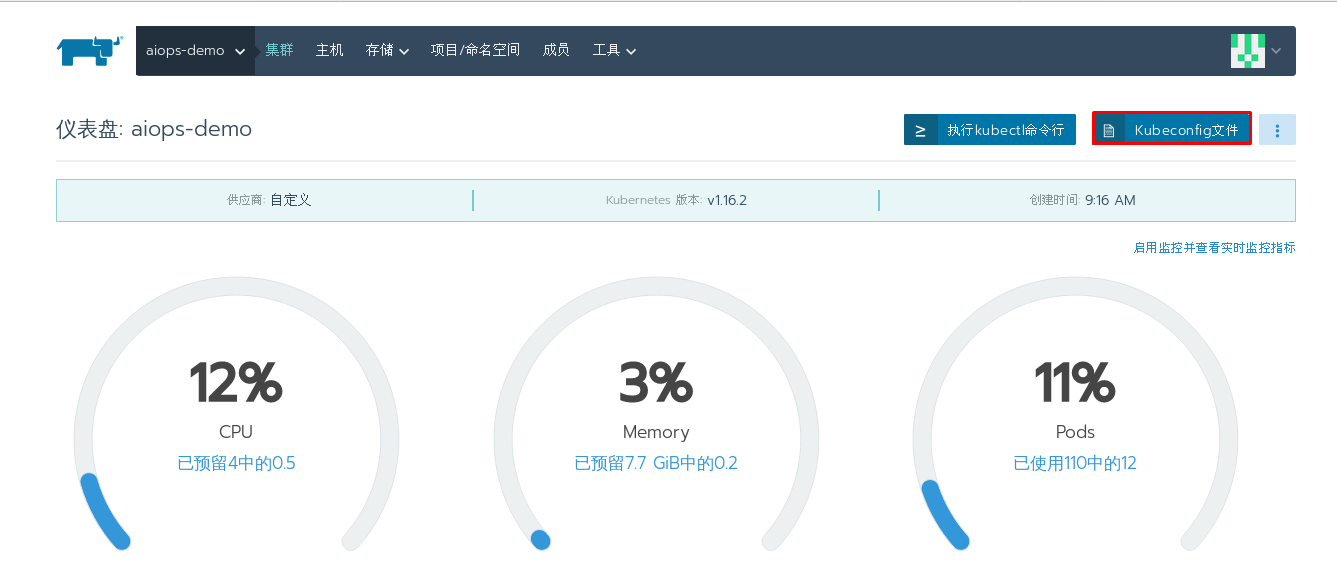 aiops-demo 集群 主机 存储 项目/命名空间 成员 工具
仪表盘: aiops-demo 执行kubectl命令行 Kubeconfig文件
供应商: 自定义 Kubernetes 版本: v1.16.2 创建时间: 9:16 AM
启用监控并查看实时监控指标
12% 3% 11%
CPU Memory Pods
已预留4中的0.5 已预留7.7 GiB中的0.2 已使用110中的12